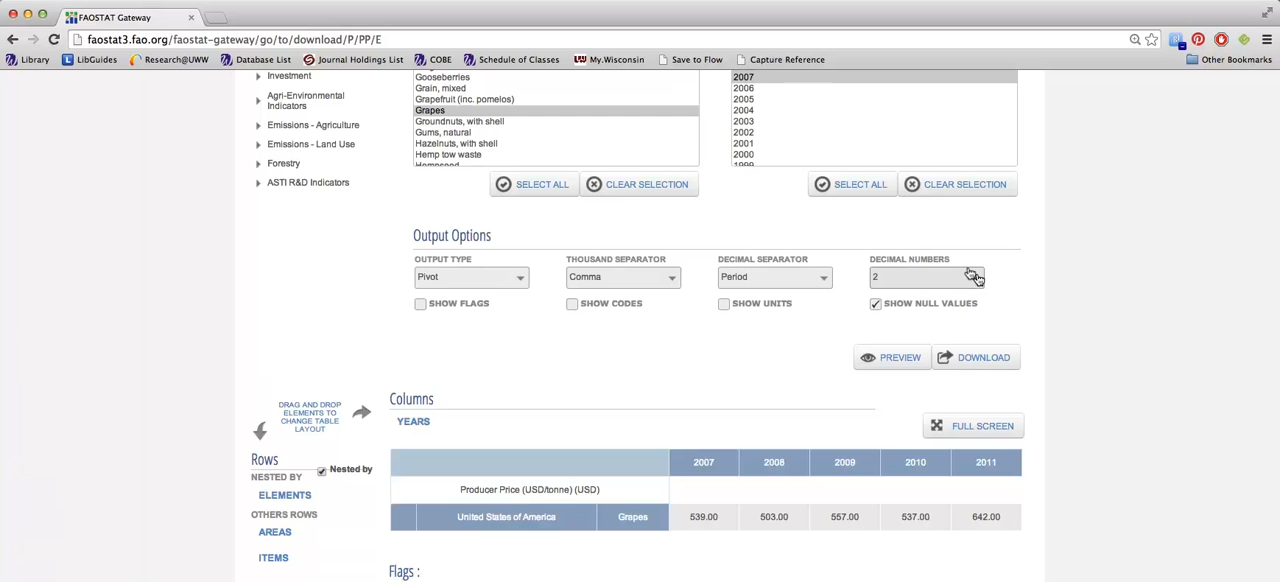 FAOSTAT Gateway
faostat3.fao.org/faostat-gateway/go/to/download/P/PP/E
Library LibGuides Research@UWW Database List Journal Holdings List COBE Schedule of Classes My.Wisconsin Save to Flow Capture Reference Other Bookmarks
Investment
Agri-Environmental
Indicators
Emissions - Agriculture
Emissions - Land Use
Forestry
ASTI R&D Indicators
Gooseberries
Grain, mixed
Grapefruit (inc. pomelos)
Grapes
Groundnuts, with shell
Gums, natural
Hazelnuts, with shell
Hemp tow waste
Hempseed
2007
2006
2005
2004
2003
2002
2001
2000
1999
SELECT ALL CLEAR SELECTION SELECT ALL CLEAR SELECTION
Output Options
OUTPUT TYPE THOUSAND SEPARATOR DECIMAL SEPARATOR DECIMAL NUMBERS
Pivot Comma Period 2
SHOW FLAGS SHOW CODES SHOW UNITS SHOW NULL VALUES
PREVIEW DOWNLOAD
DRAG AND DROP
ELEMENTS TO
CHANGE TABLE
LAYOUT
Columns
YEARS
FULL SCREEN
Rows
Nested by
NESTED BY
ELEMENTS
OTHERS ROWS
AREAS
ITEMS
2007 2008 2009 2010 2011
Producer Price (USD/tonne) (USD)
United States of America Grapes 539.00 503.00 557.00 537.00 642.00
Flags :